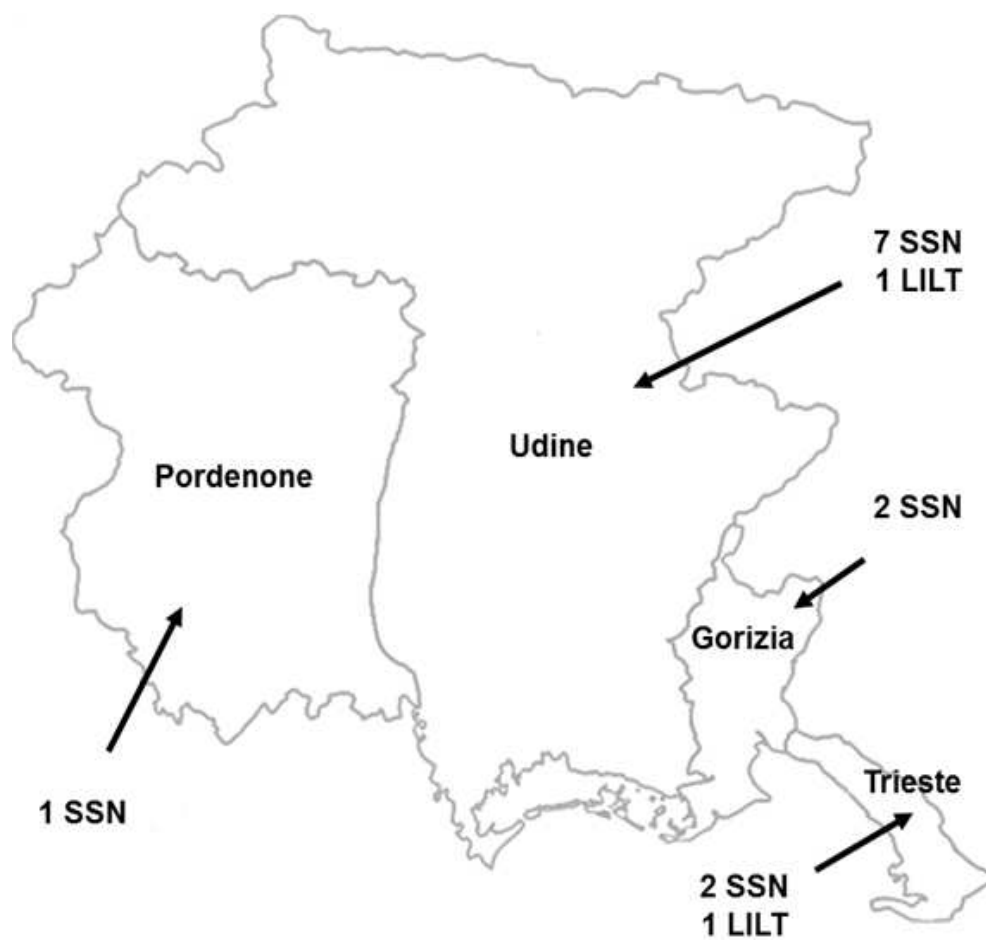 7 SSN
1 LILT
Udine
Pordenone
2 SSN
Gorizia
Trieste
1 SSN
2 SSN
1 LILT